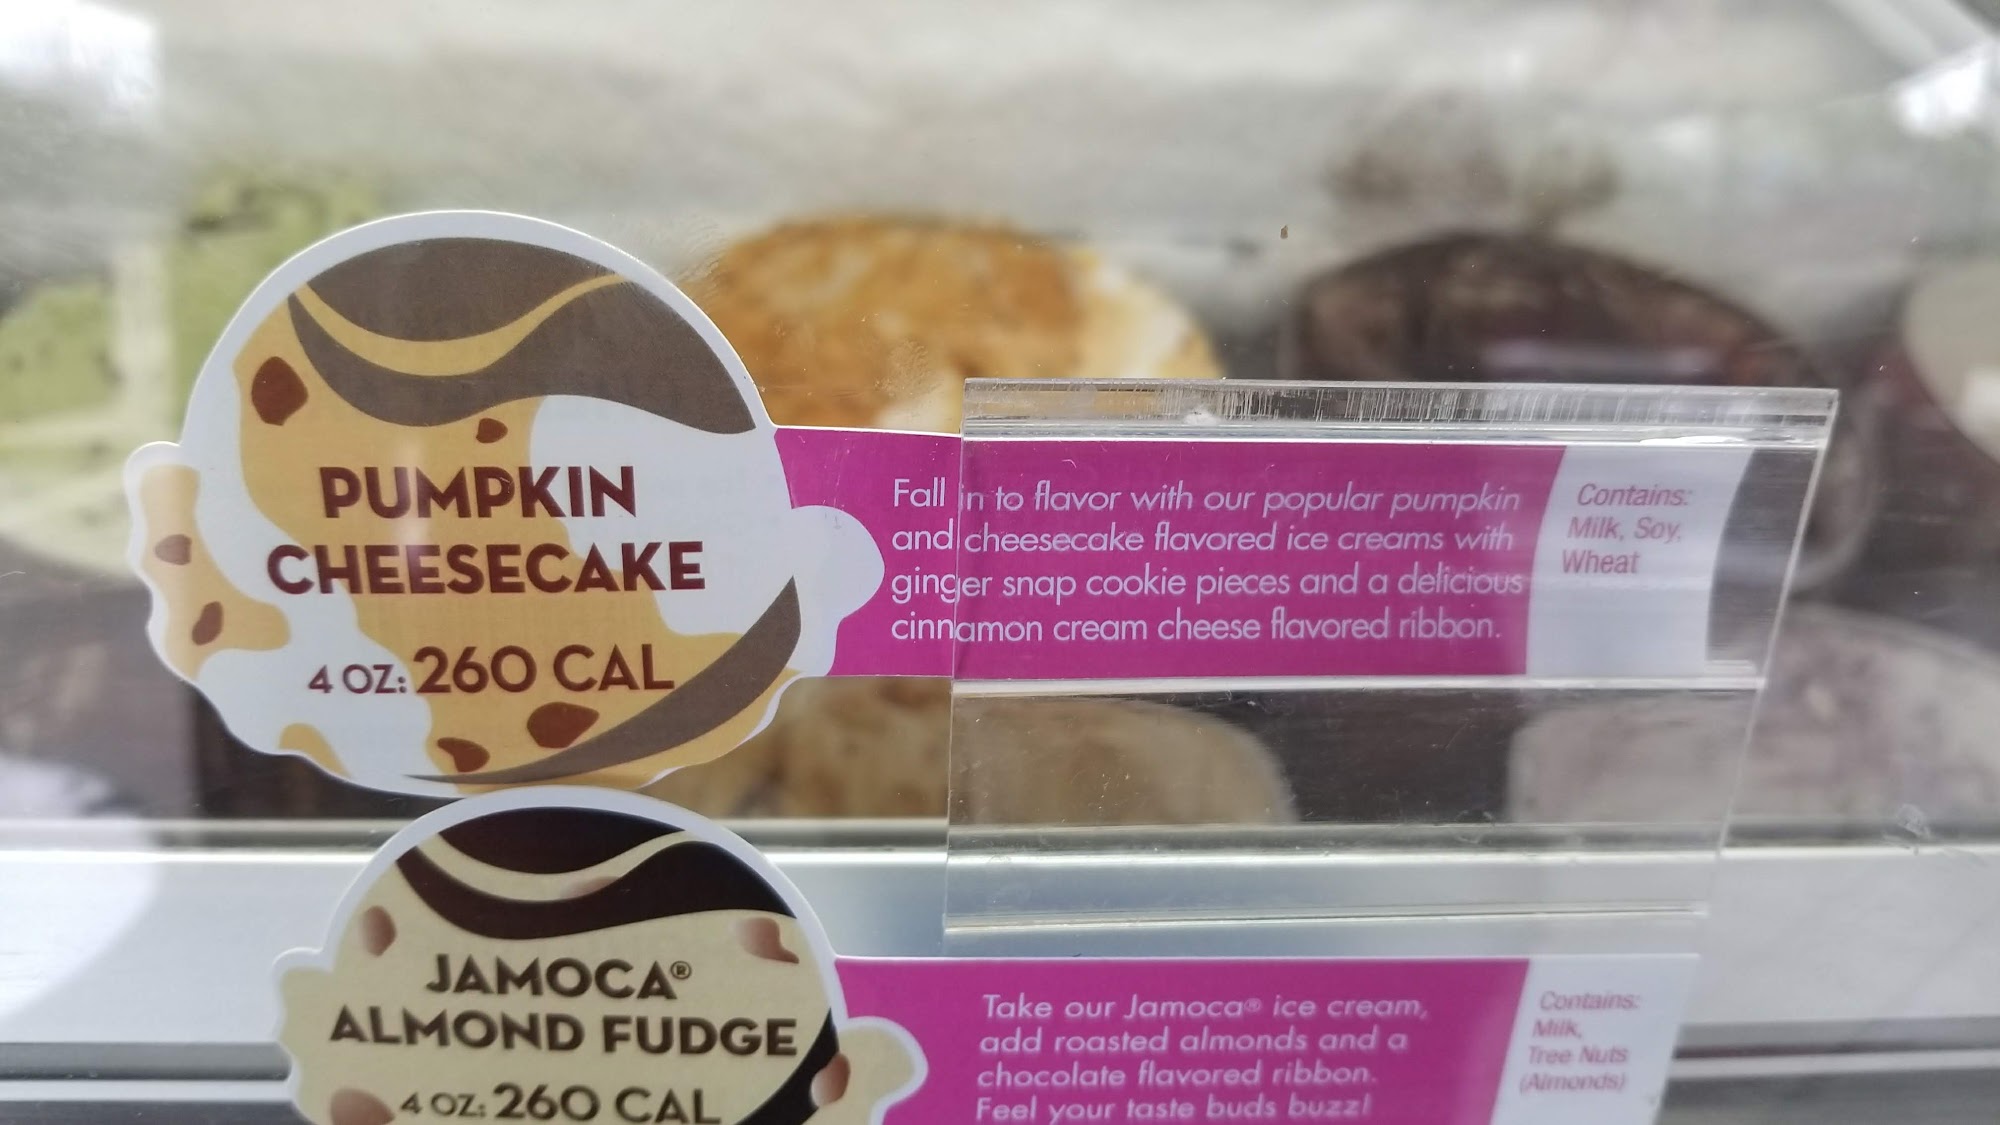 PUMPKIN
CHEESECAKE
4 OZ: 260 CAL
Fall in to flavor with our popular pumpkin
and cheesecake flavored ice creams with
ginger snap cookie pieces and a delicious
cinnamon cream cheese flavored ribbon.
Contains:
Milk, Soy,
Wheat
JAMOCA®
ALMOND FUDGE
4 OZ: 260 CAL
Take our Jamoca® ice cream,
add roasted almonds and a
chocolate flavored ribbon.
Feel your taste buds buzz!
Contains:
Milk,
Tree Nuts
(Almonds)